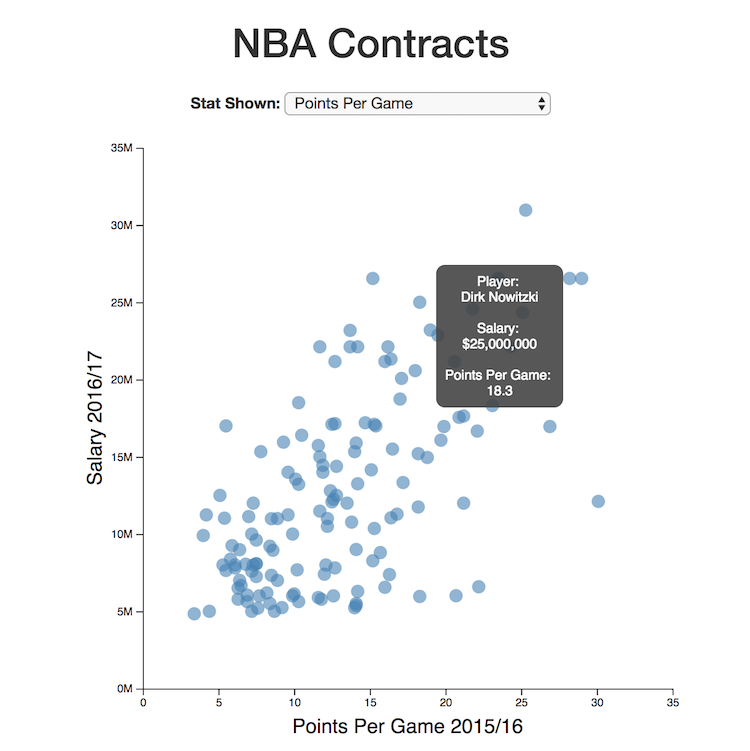 NBA Contracts
Stat Shown: Points Per Game
35M
30M
25M
20M
15M
10M
5M
0M
Salary 2016/17
Player:
Dirk Nowitzki
Salary:
$25,000,000
Points Per Game:
18.3
0 5 10 15 20 25 30 35
Points Per Game 2015/16